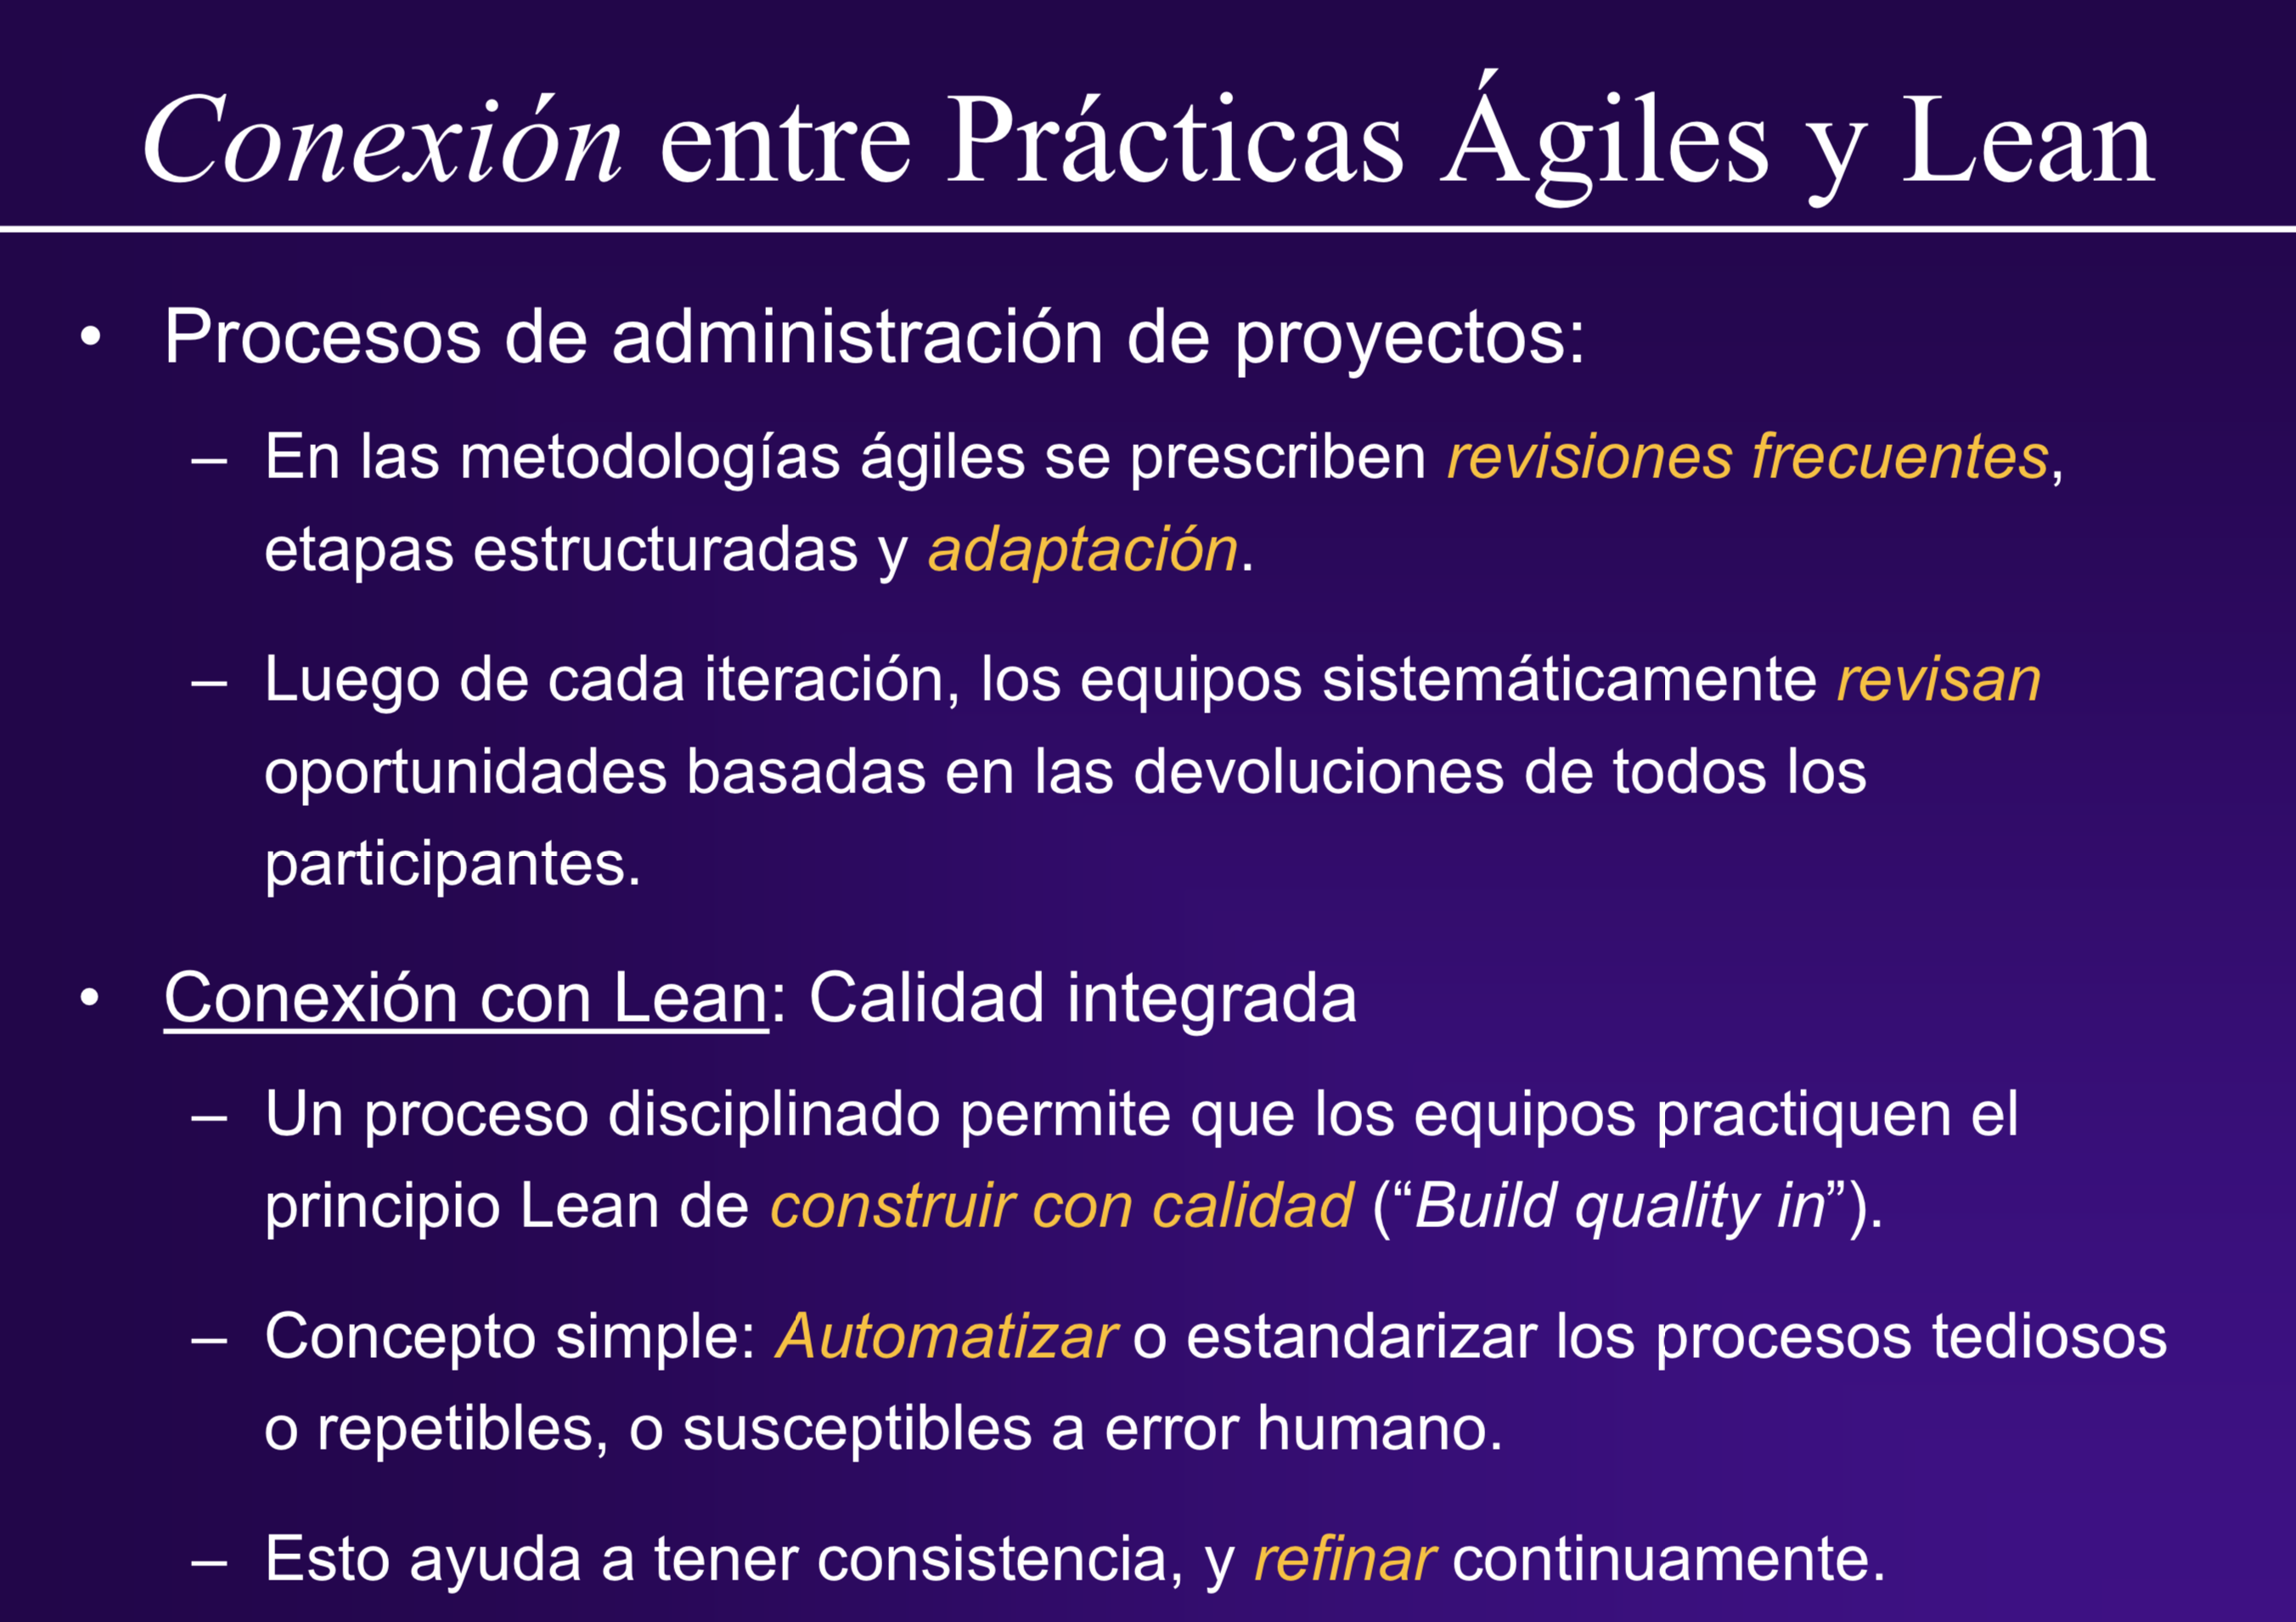 Conexión entre Prácticas Ágiles y Lean
• Procesos de administración de proyectos:
– En las metodologías ágiles se prescriben revisiones frecuentes,
etapas estructuradas y adaptación.
– Luego de cada iteración, los equipos sistemáticamente revisan
oportunidades basadas en las devoluciones de todos los
participantes.
• Conexión con Lean: Calidad integrada
– Un proceso disciplinado permite que los equipos practiquen el
principio Lean de construir con calidad (“Build quality in”).
– Concepto simple: Automatizar o estandarizar los procesos tediosos
o repetibles, o susceptibles a error humano.
– Esto ayuda a tener consistencia, y refinar continuamente.